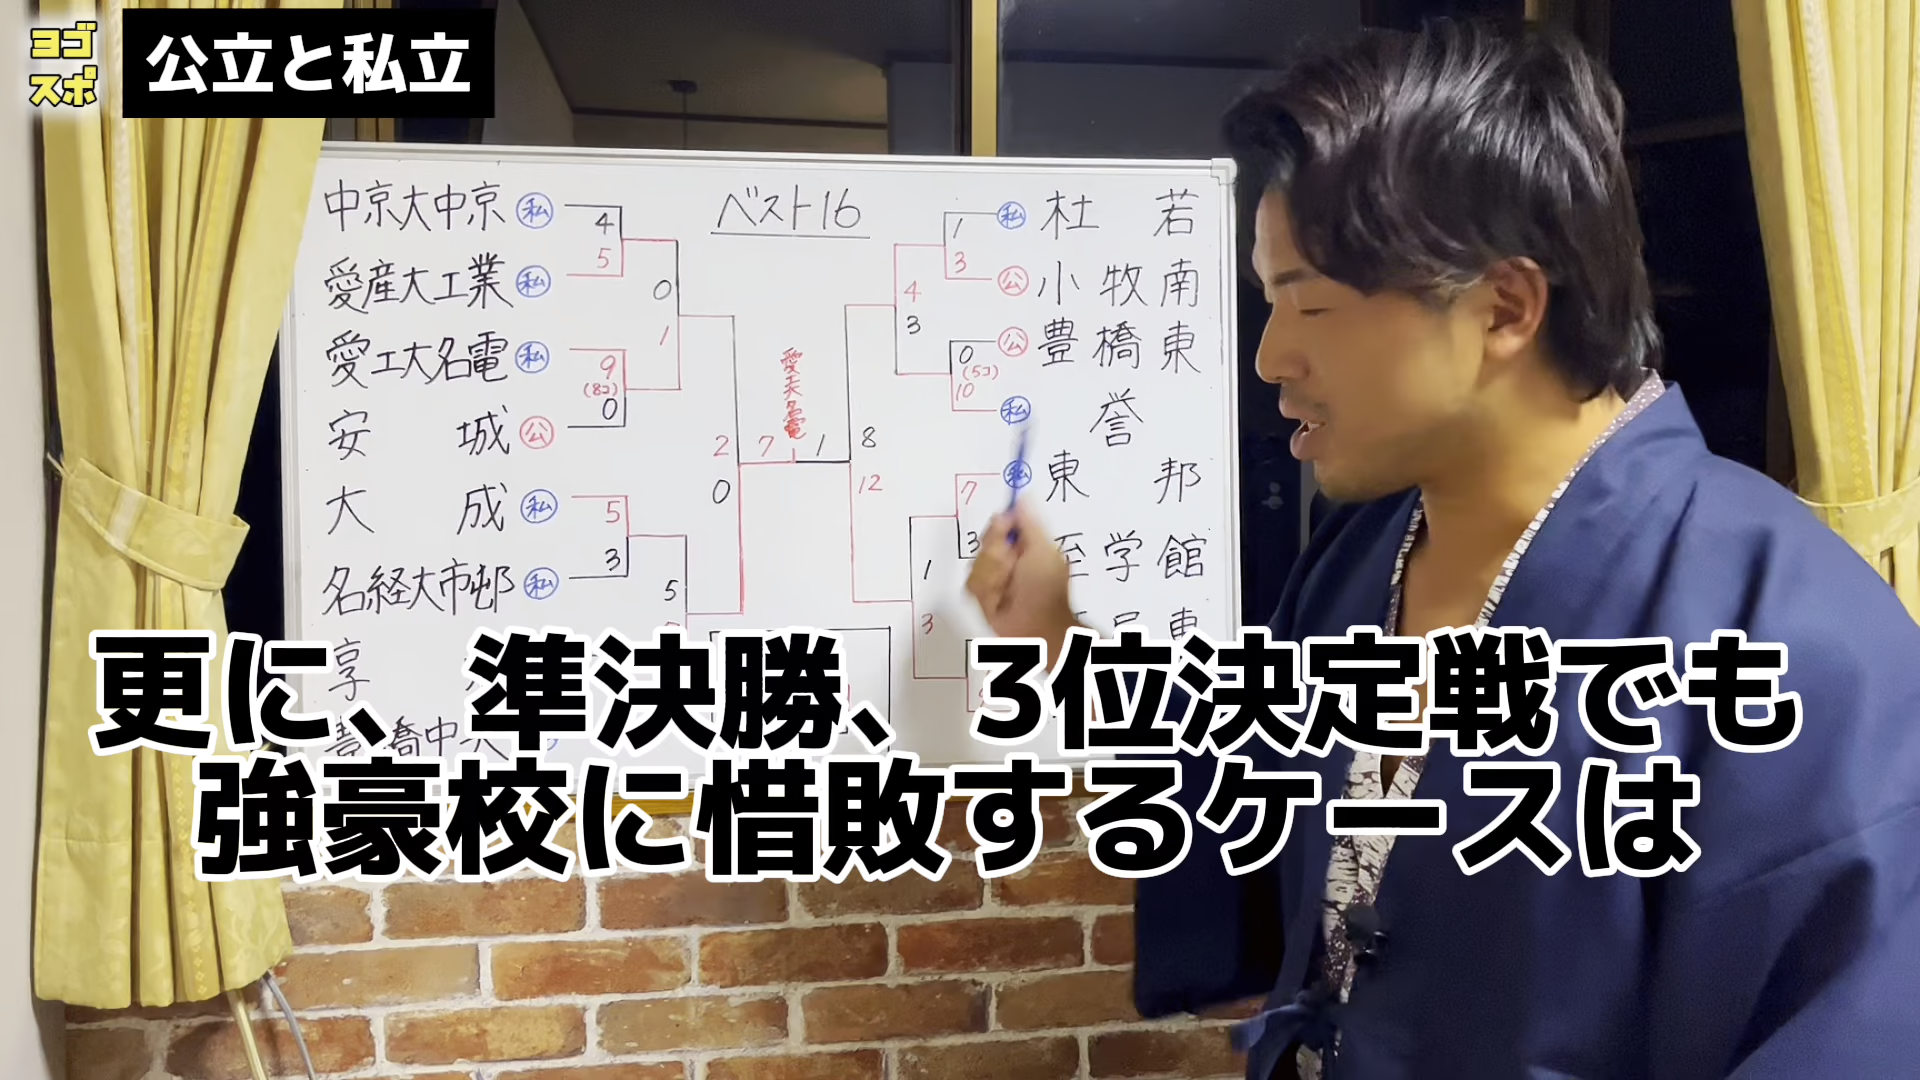 ヨゴ
スポ
公立と私立
ベスト16
中京大中京 私
4
愛産大工業 私
5
0
愛工大名電 私
9
(8コ)
1
安城 公
0
大成 私
5
名経大市邨 私
3
5
享
橋中
2
0
7
愛工大名電
1
8
12
私 杜若
1
公 小牧南
3
4
3
公 豊橋東
0
(5コ)
10
私 誉
私 東邦
7
3
至学館
1
3
東
更に、準決勝、3位決定戦でも
強豪校に惜敗するケースは